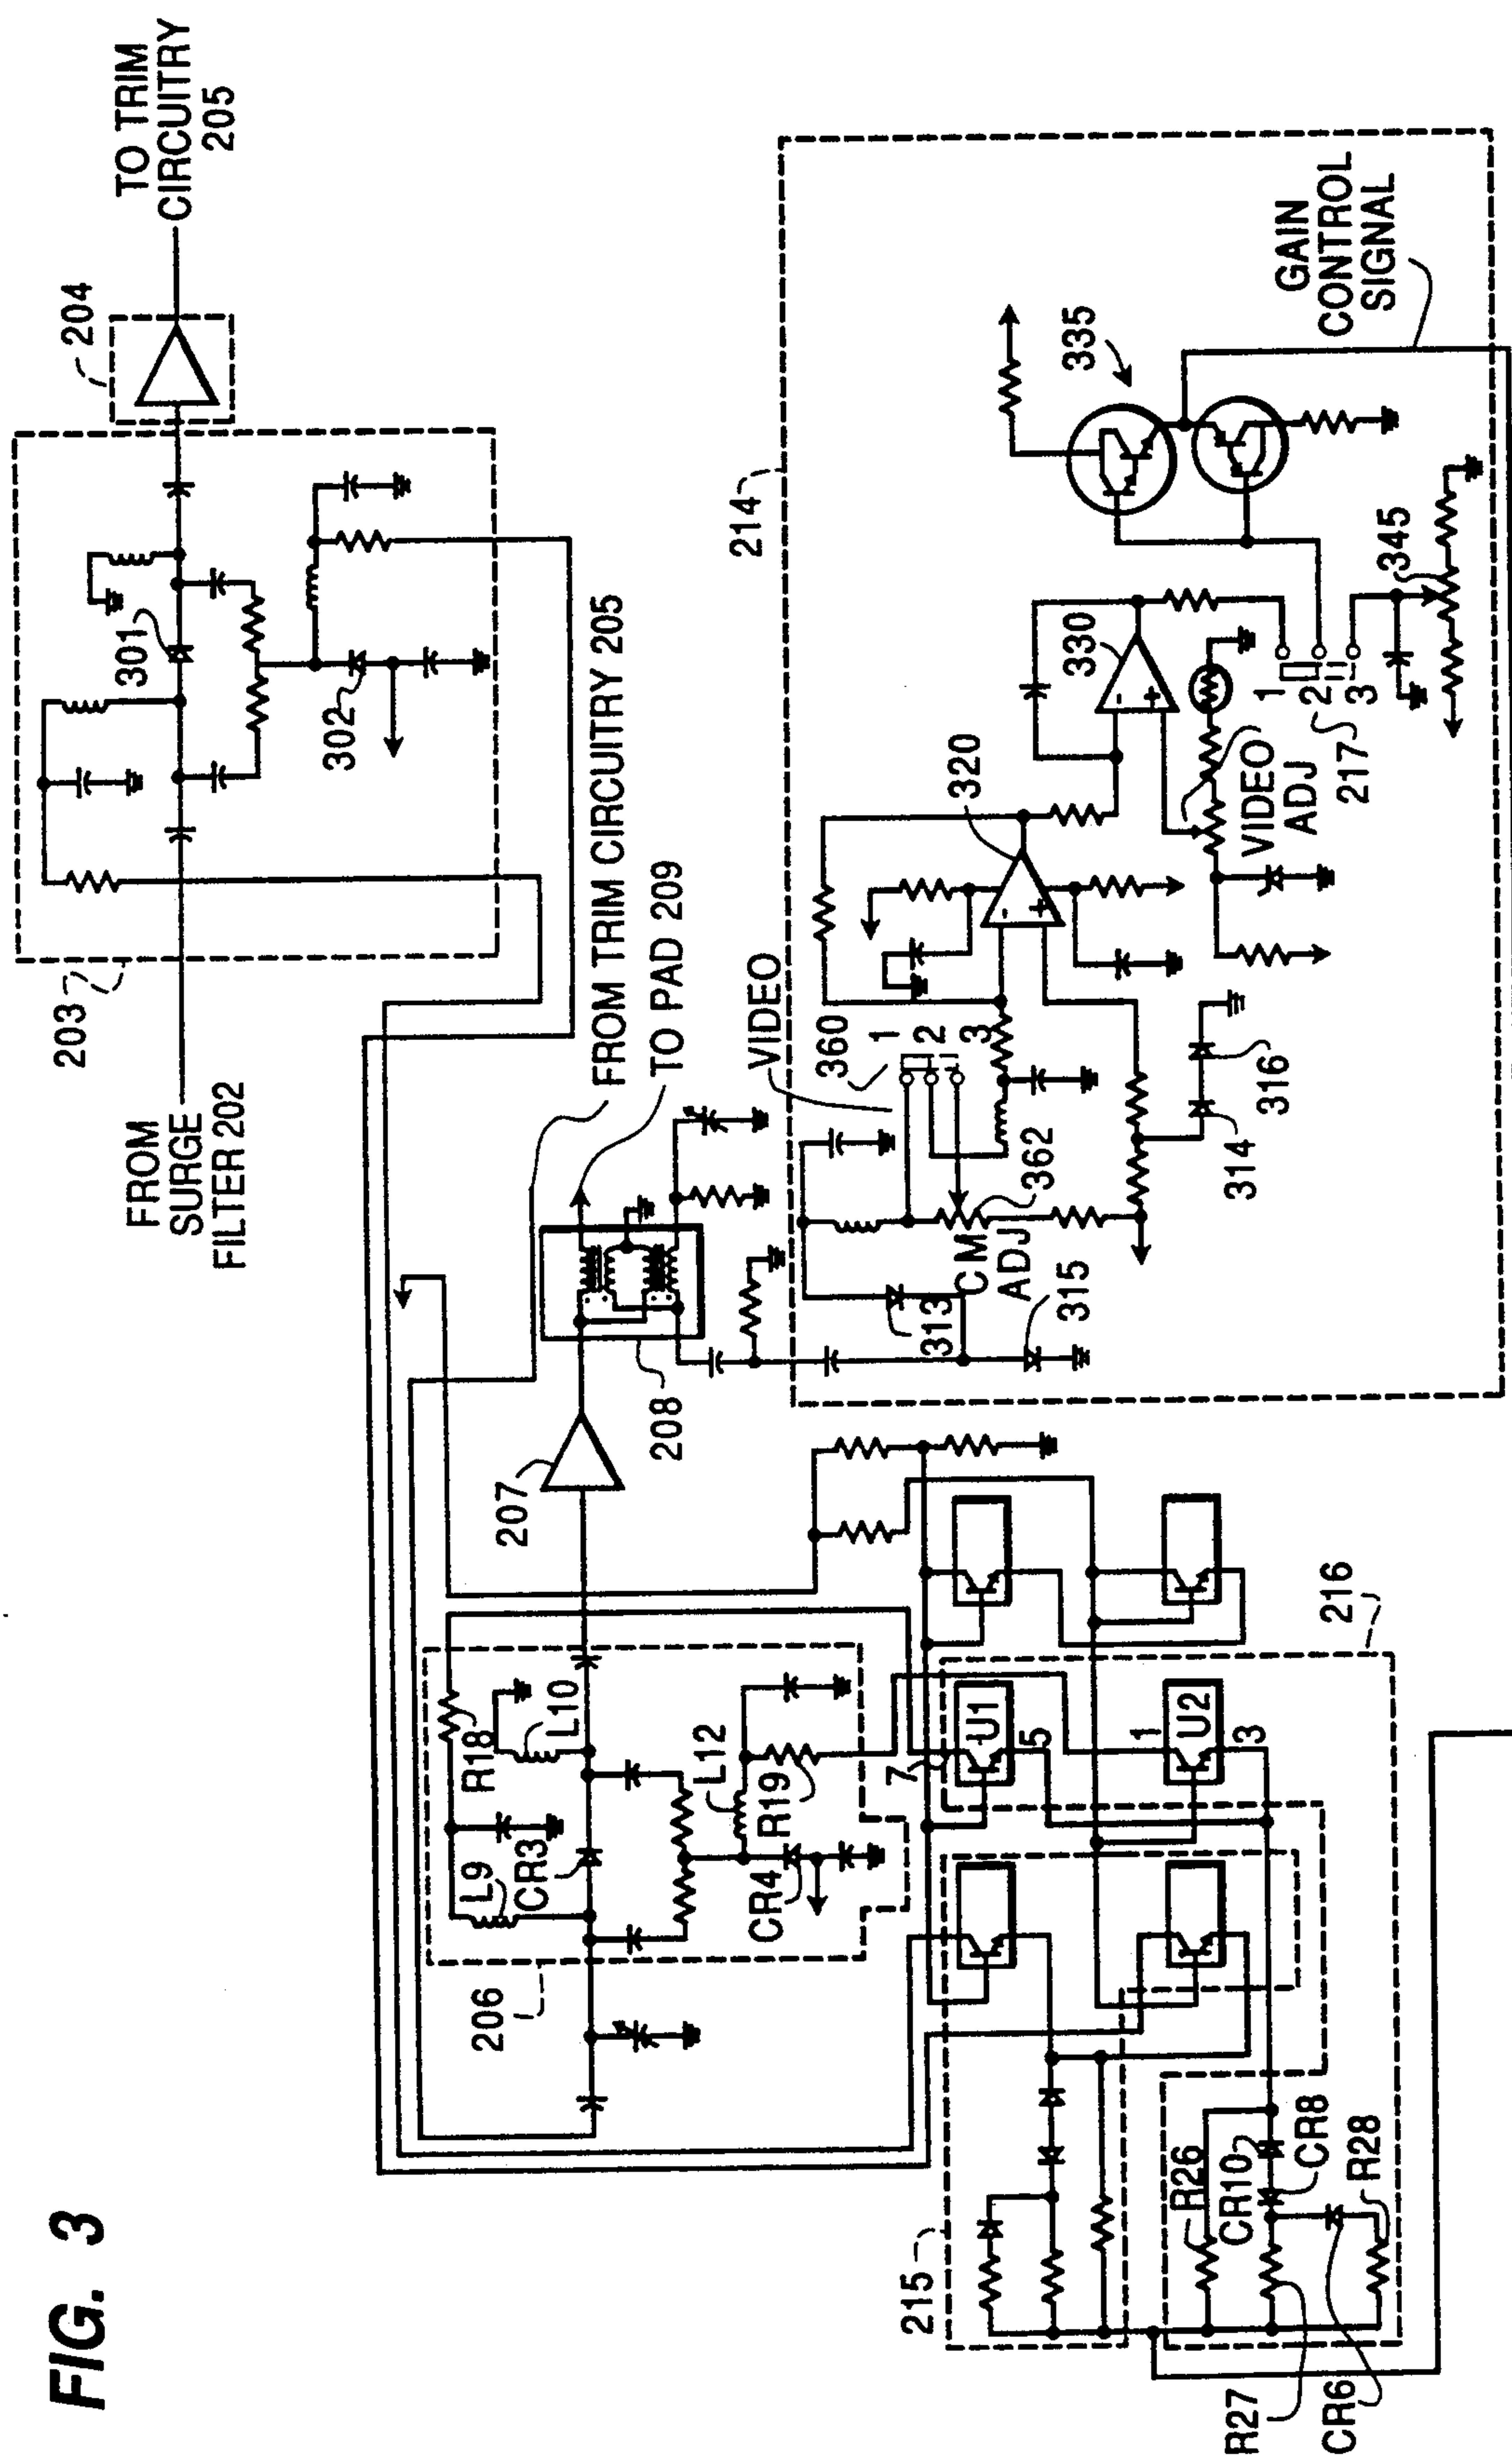 FIG. 3
FROM
SURGE
FILTER 202
203
301
302
204
TO TRIM
CIRCUITRY
205
FROM TRIM CIRCUITRY 205
TO PAD 209
206
L9
CR3
R18
L10
L12
R19
CR4
207
208
VIDEO
360
1
2
3
362
CM
ADJ
313
315
314
316
320
330
VIDEO
ADJ
217
1
2
3
345
335
214
GAIN
CONTROL
SIGNAL
215
216
7
U1
5
1
U2
3
R26
CR10
CR8
R28
R27
CR6
-
+
-
+